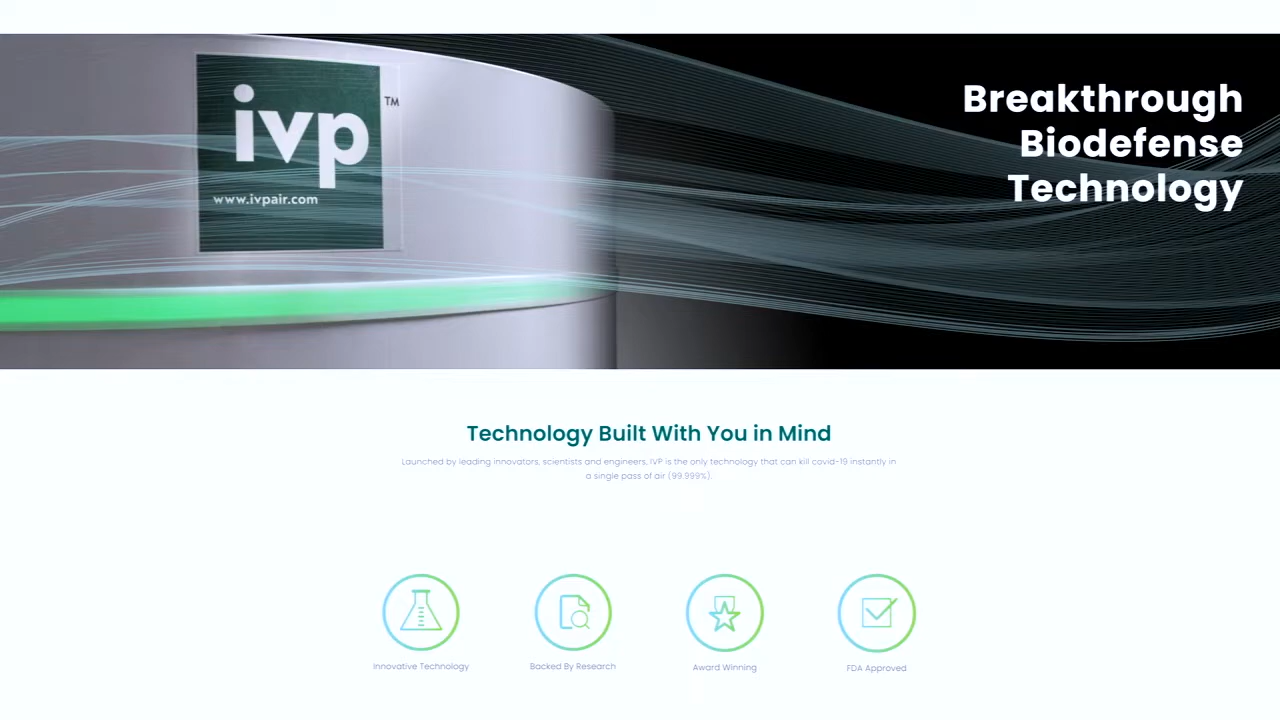 ivp
TM
www.ivpair.com
Breakthrough
Biodefense
Technology
Technology Built With You in Mind
Launched by leading innovators, scientists and engineers, IVP is the only technology that can kill covid-19 instantly in
a single pass of air (99.999%).
Innovative Technology
Backed By Research
Award Winning
FDA Approved